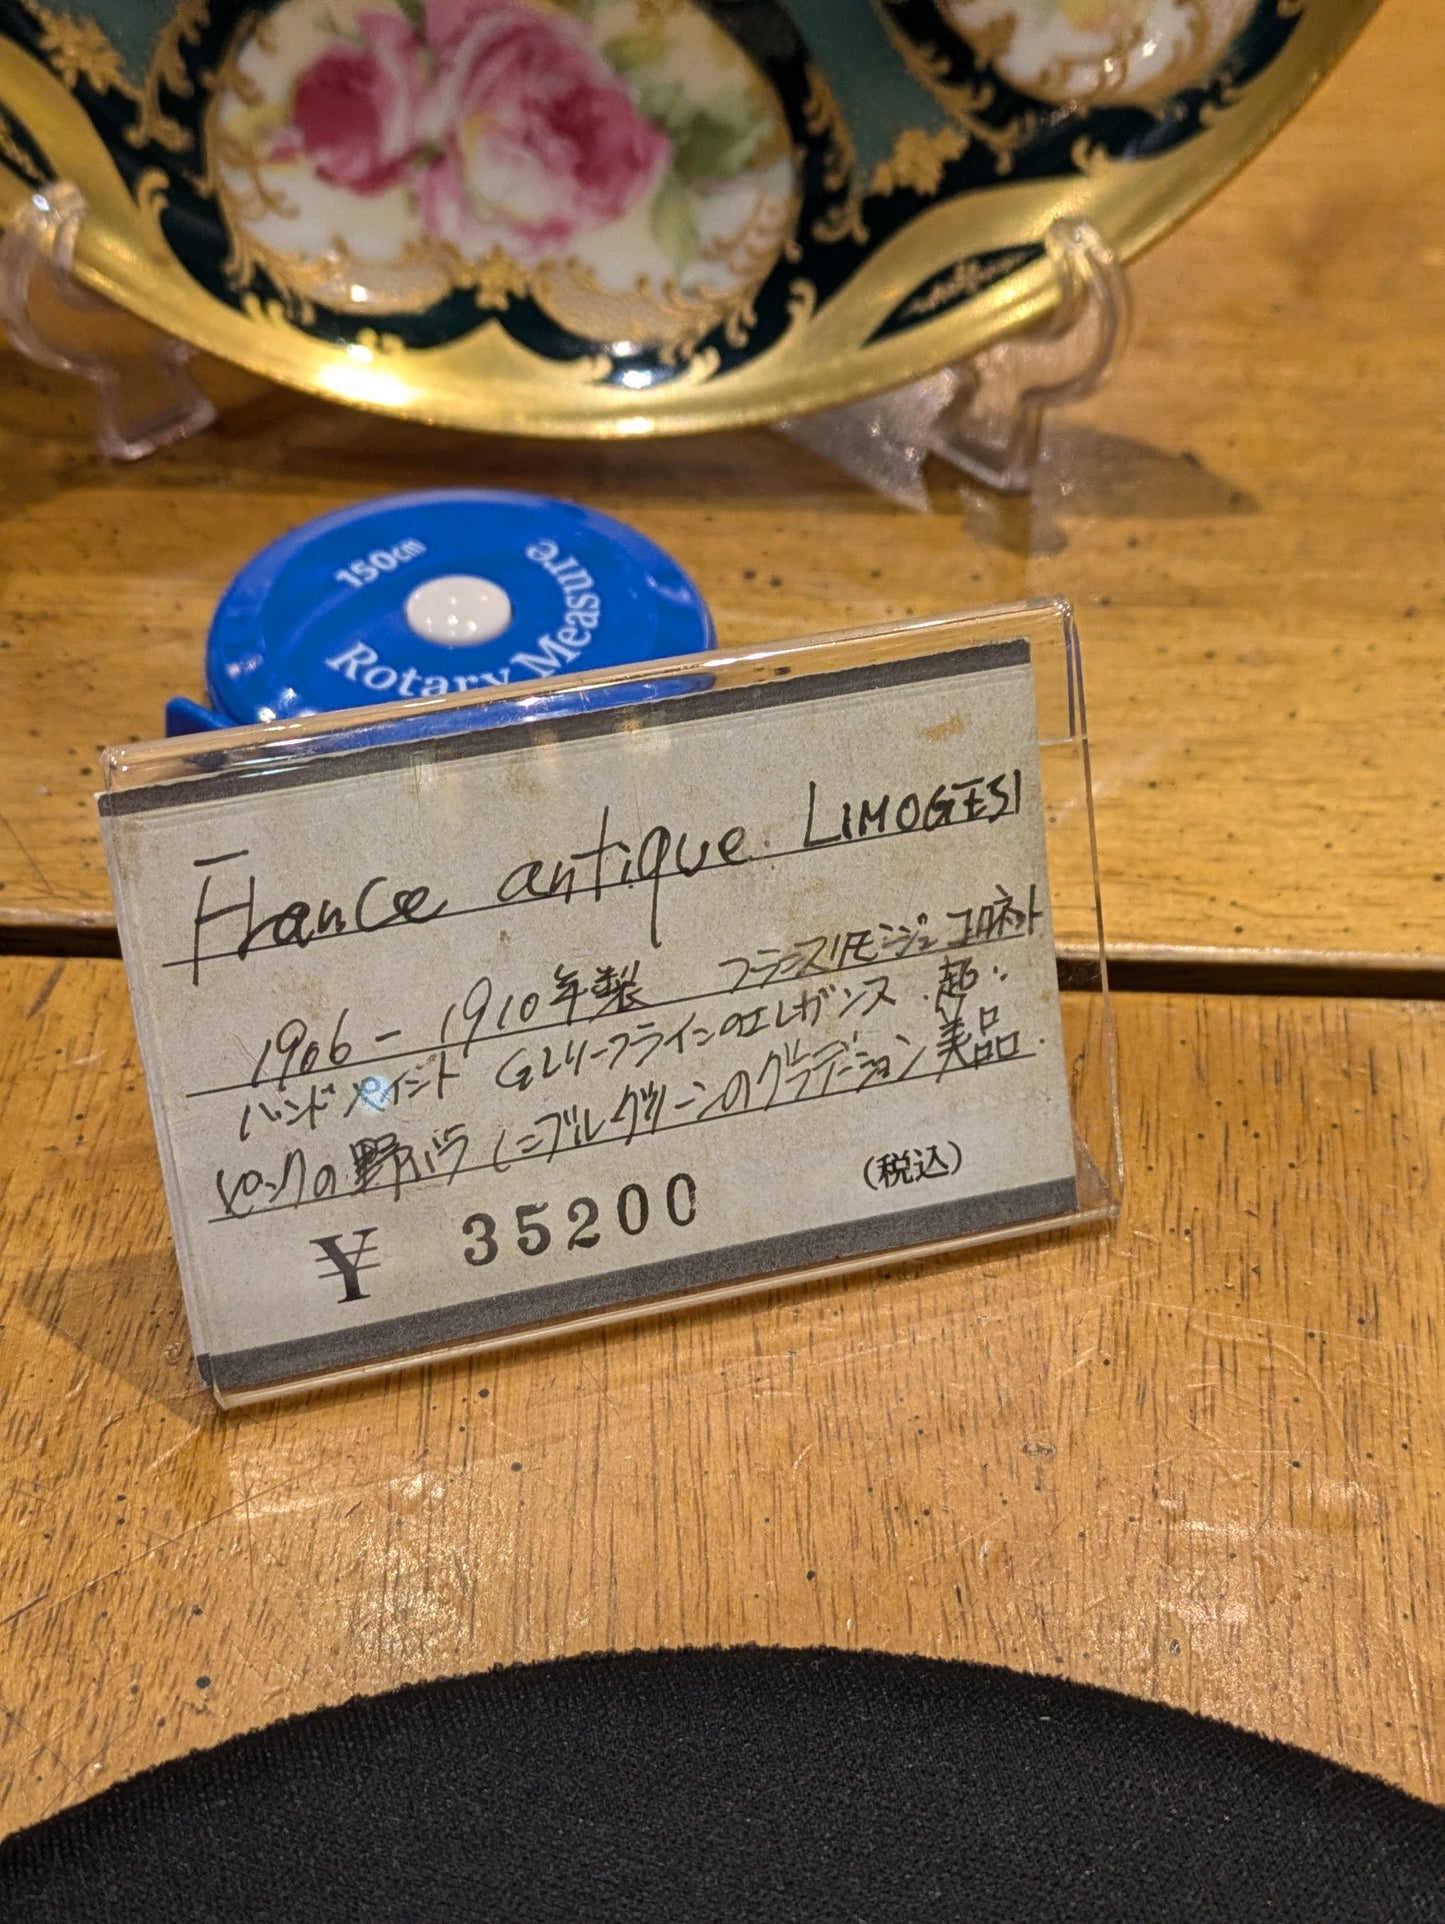 150cm
Rotary Measure
France antique LIMOGES
1906-1910年製 フランスリモージュ コロネット
ハンドペイント Gレリーフラインのエレガンス 超
ピンクの野バラ にブルーグリーンのグラデーション 美品.
¥ 35200 (税込)